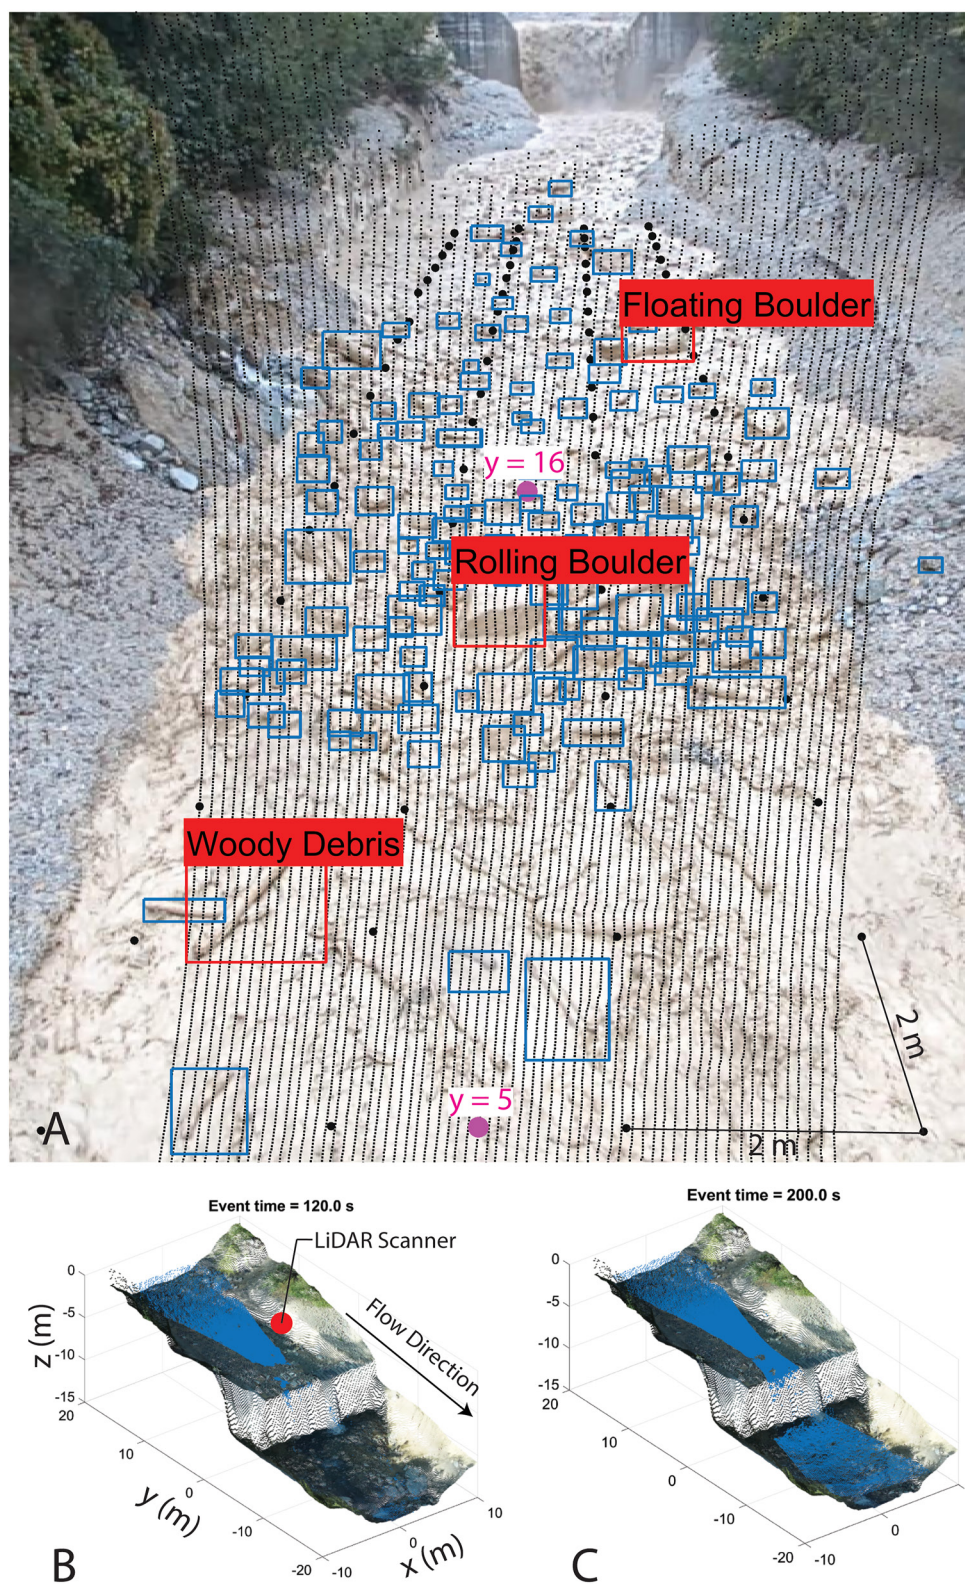 Floating Boulder
y = 16
Rolling Boulder
Woody Debris
2 m
y = 5
2 m
A
Event time = 120.0 s
LiDAR Scanner
Flow Direction
z (m)
0
-5
-10
-15
20
10
0
-10
-20
y (m)
-10
0
10
x (m)
B
Event time = 200.0 s
0
-5
-10
-15
20
10
0
-10
-20
-10
0
C